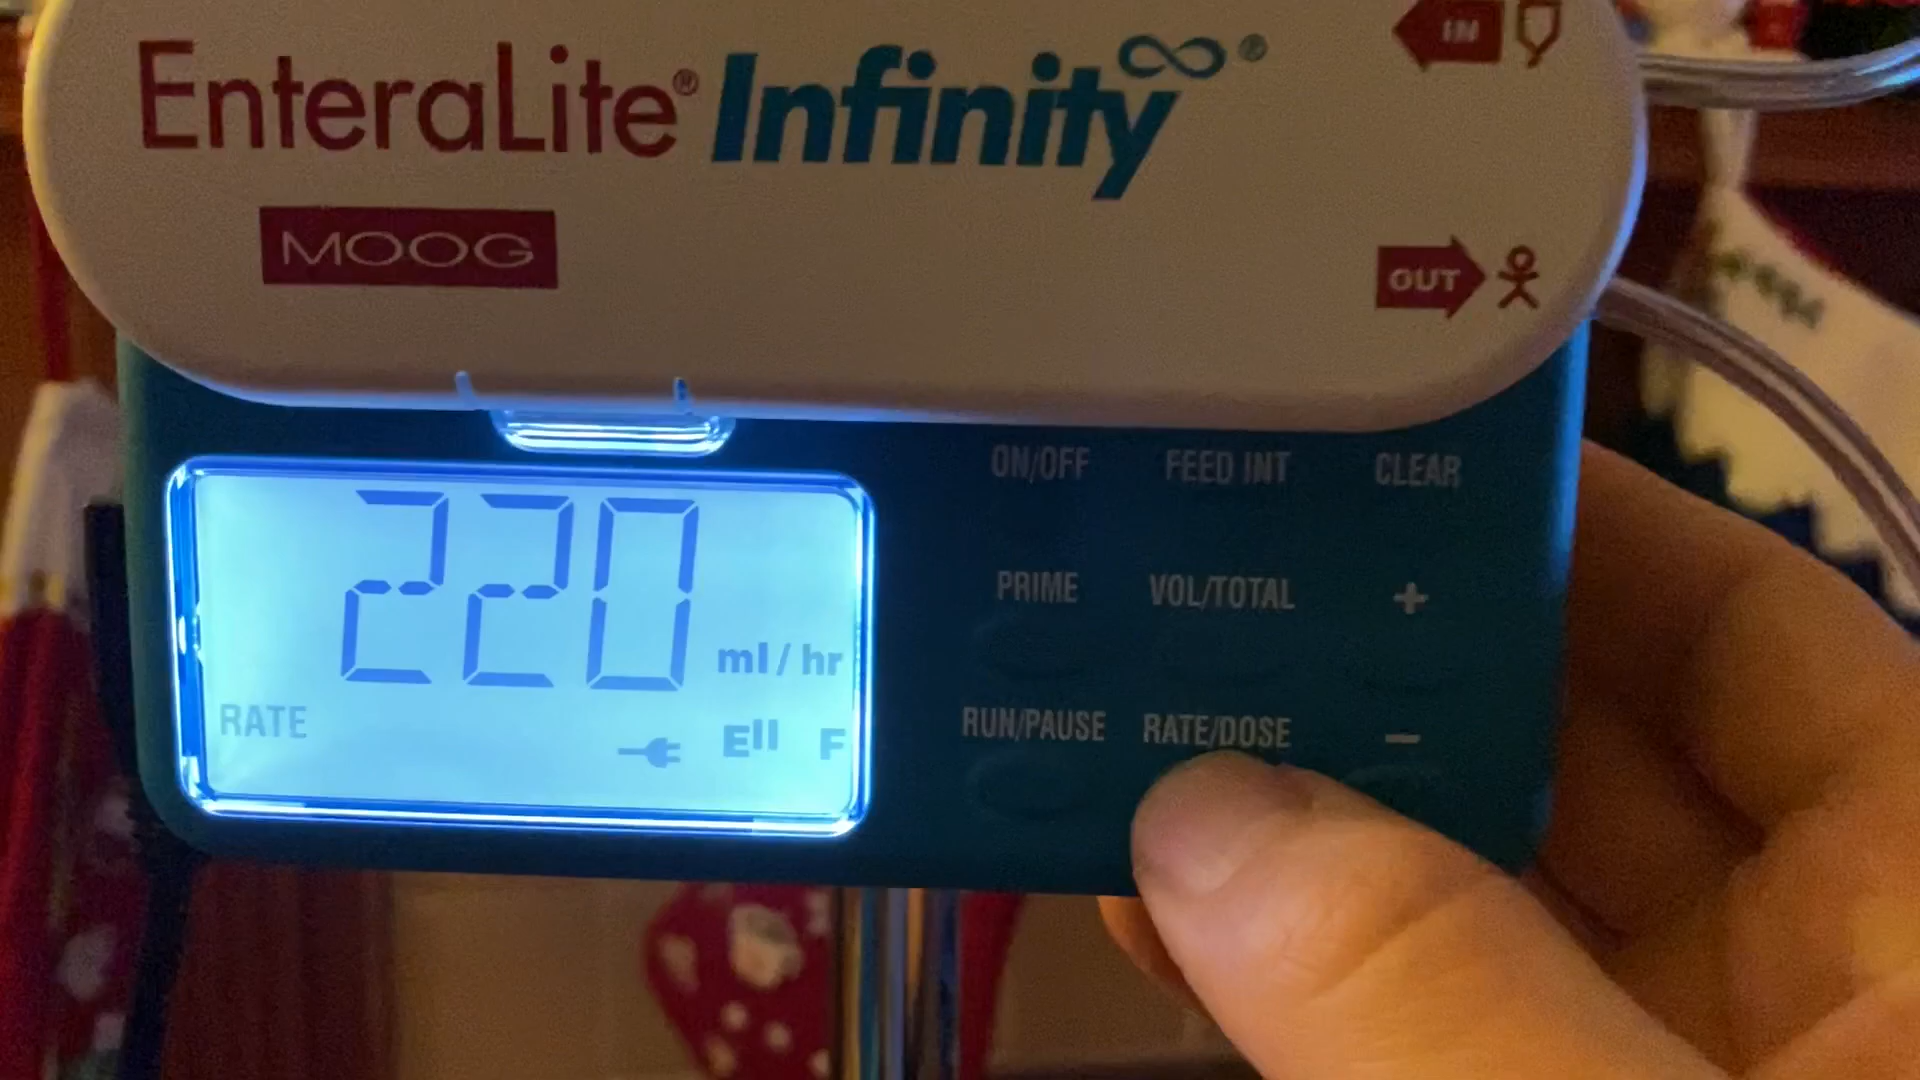 EnteraLite® Infinity∞®
IN
MOOG
OUT
220 ml/hr
RATE
E F
ON/OFF FEED INT CLEAR
PRIME VOL/TOTAL +
RUN/PAUSE RATE/DOSE −